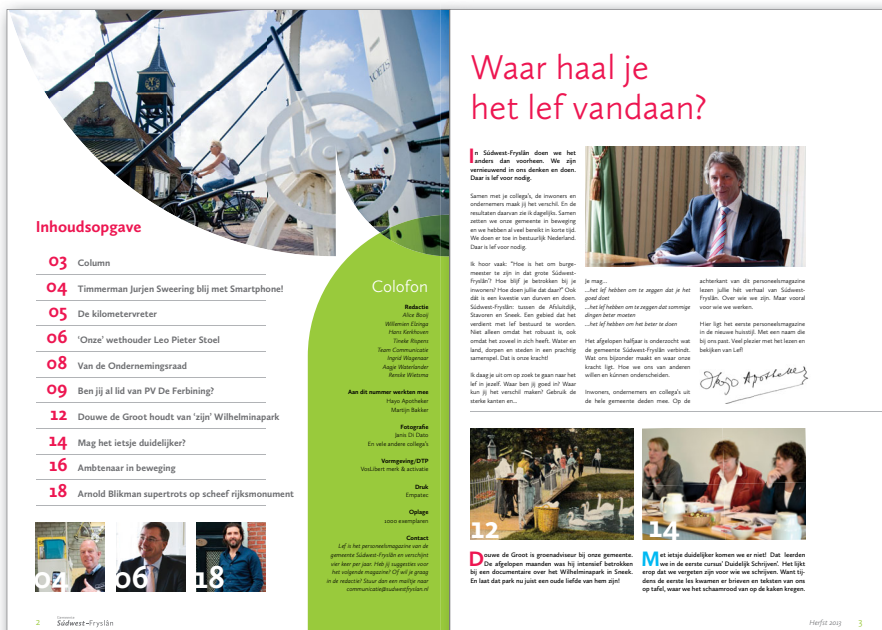 VOETS
Inhoudsopgave
03 Column
04 Timmerman Jurjen Sweering blij met Smartphone!
05 De kilometervreter
06 'Onze' wethouder Leo Pieter Stoel
08 Van de Ondernemingsraad
09 Ben jij al lid van PV De Ferbining?
12 Douwe de Groot houdt van 'zijn' Wilhelminapark
14 Mag het ietsje duidelijker?
16 Ambtenaar in beweging
18 Arnold Blikman supertrots op scheef rijksmonument
04
06
18
2
Gemeente
Súdwest-Fryslân
Colofon
Redactie
Alice Booij
Willemien Elzinga
Hans Kerkhoven
Tineke Rispens
Team Communicatie
Ingrid Wagenaar
Aagje Waterlander
Renske Wietsma
Aan dit nummer werkten mee
Hayo Apotheker
Martijn Bakker
Fotografie
Janis Di Dato
En vele andere collega's
Vormgeving/DTP
VosLibert merk & activatie
Druk
Empatec
Oplage
1000 exemplaren
Contact
Lef is het personeelsmagazine van de
gemeente Súdwest-Fryslân en verschijnt
vier keer per jaar. Heb jij suggesties voor
het volgende magazine? Of wil je graag
in de redactie? Stuur dan een mailtje naar
communicatie@sudwestfryslan.nl
Waar haal je
het lef vandaan?
In Súdwest-Fryslân doen we het
anders dan voorheen. We zijn
vernieuwend in ons denken en doen.
Daar is lef voor nodig.
Samen met je collega's, de inwoners en
ondernemers maak jij het verschil. En de
resultaten daarvan zie ik dagelijks. Samen
zetten we onze gemeente in beweging
en we hebben al veel bereikt in korte tijd.
We doen er toe in bestuurlijk Nederland.
Daar is lef voor nodig.
Ik hoor vaak: "Hoe is het om burge-
meester te zijn in dat grote Súdwest-
Fryslân'? Hoe blijf je betrokken bij je
inwoners? Hoe doen jullie dat daar?" Ook
dát is een kwestie van durven en doen.
Súdwest-Fryslân: tussen de Afsluitdijk,
Stavoren en Sneek. Een gebied dat het
verdient met lef bestuurd te worden.
Niet alleen omdat het robuust is, ook
omdat het zoveel in zich heeft. Water en
land, dorpen en steden in een prachtig
samenspel. Dat is onze kracht!
Ik daag je uit om op zoek te gaan naar het
lef in jezelf. Waar ben jij goed in? Waar
kun jij het verschil maken? Gebruik de
sterke kanten en...
Je mag...
...het lef hebben om te zeggen dat je het
goed doet
...het lef hebben om te zeggen dat sommige
dingen beter moeten
...het lef hebben om het beter te doen
Het afgelopen halfjaar is onderzocht wat
de gemeente Súdwest-Fryslân verbindt.
Wat ons bijzonder maakt en waar onze
kracht ligt. Hoe we ons van anderen
willen en kúnnen onderscheiden.
Inwoners, ondernemers en collega's uit
de hele gemeente deden mee. Op de
achterkant van dit personeelsmagazine
lezen jullie hét verhaal van Súdwest-
Fryslân. Over wie we zijn. Maar vooral
voor wie we werken.
Hier ligt het eerste personeelsmagazine
in de nieuwe huisstijl. Met een naam die
bij ons past. Veel plezier met het lezen en
bekijken van Lef!
Hayo Apotheker
12
Douwe de Groot is groenadviseur bij onze gemeente.
De afgelopen maanden was hij intensief betrokken
bij een documentaire over het Wilhelminapark in Sneek.
En laat dat park nu juist een oude liefde van hem zijn!
14
Met ietsje duidelijker komen we er niet! Dat leerden
we in de eerste cursus' Duidelijk Schrijven'. Het lijkt
erop dat we vergeten zijn voor wie we schrijven. Want tij-
dens de eerste les kwamen er brieven en teksten van ons
op tafel, waar we het schaamrood van op de kaken kregen.
Herfst 2013 3